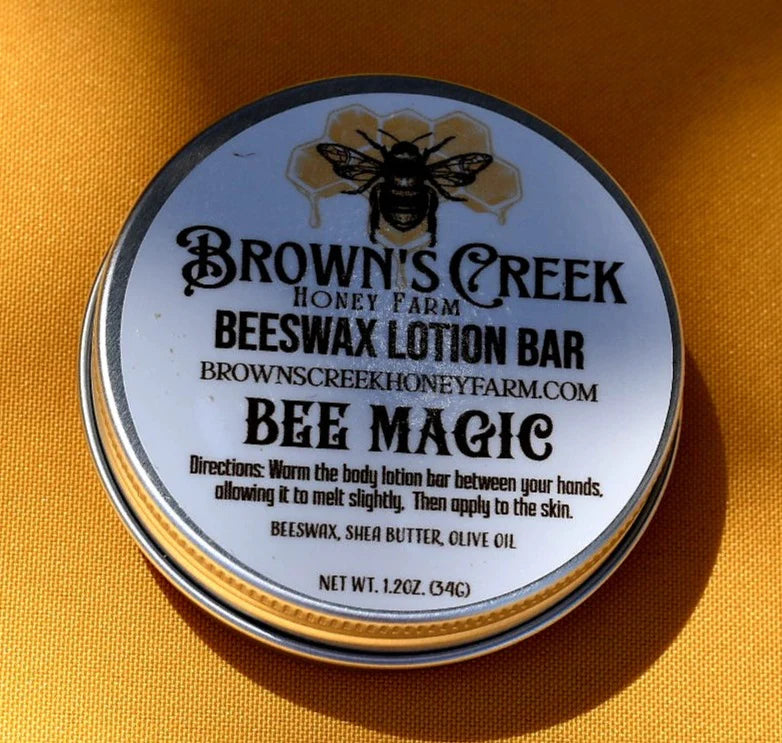 BROWN'S CREEK
HONEY FARM
BEESWAX LOTION BAR
BROWNSCREEKHONEYFARM.COM
BEE MAGIC
Directions: Warm the body lotion bar between your hands,
allowing it to melt slightly, Then apply to the skin.
BEESWAX, SHEA BUTTER, OLIVE OIL
NET WT. 1.2OZ. (34G)